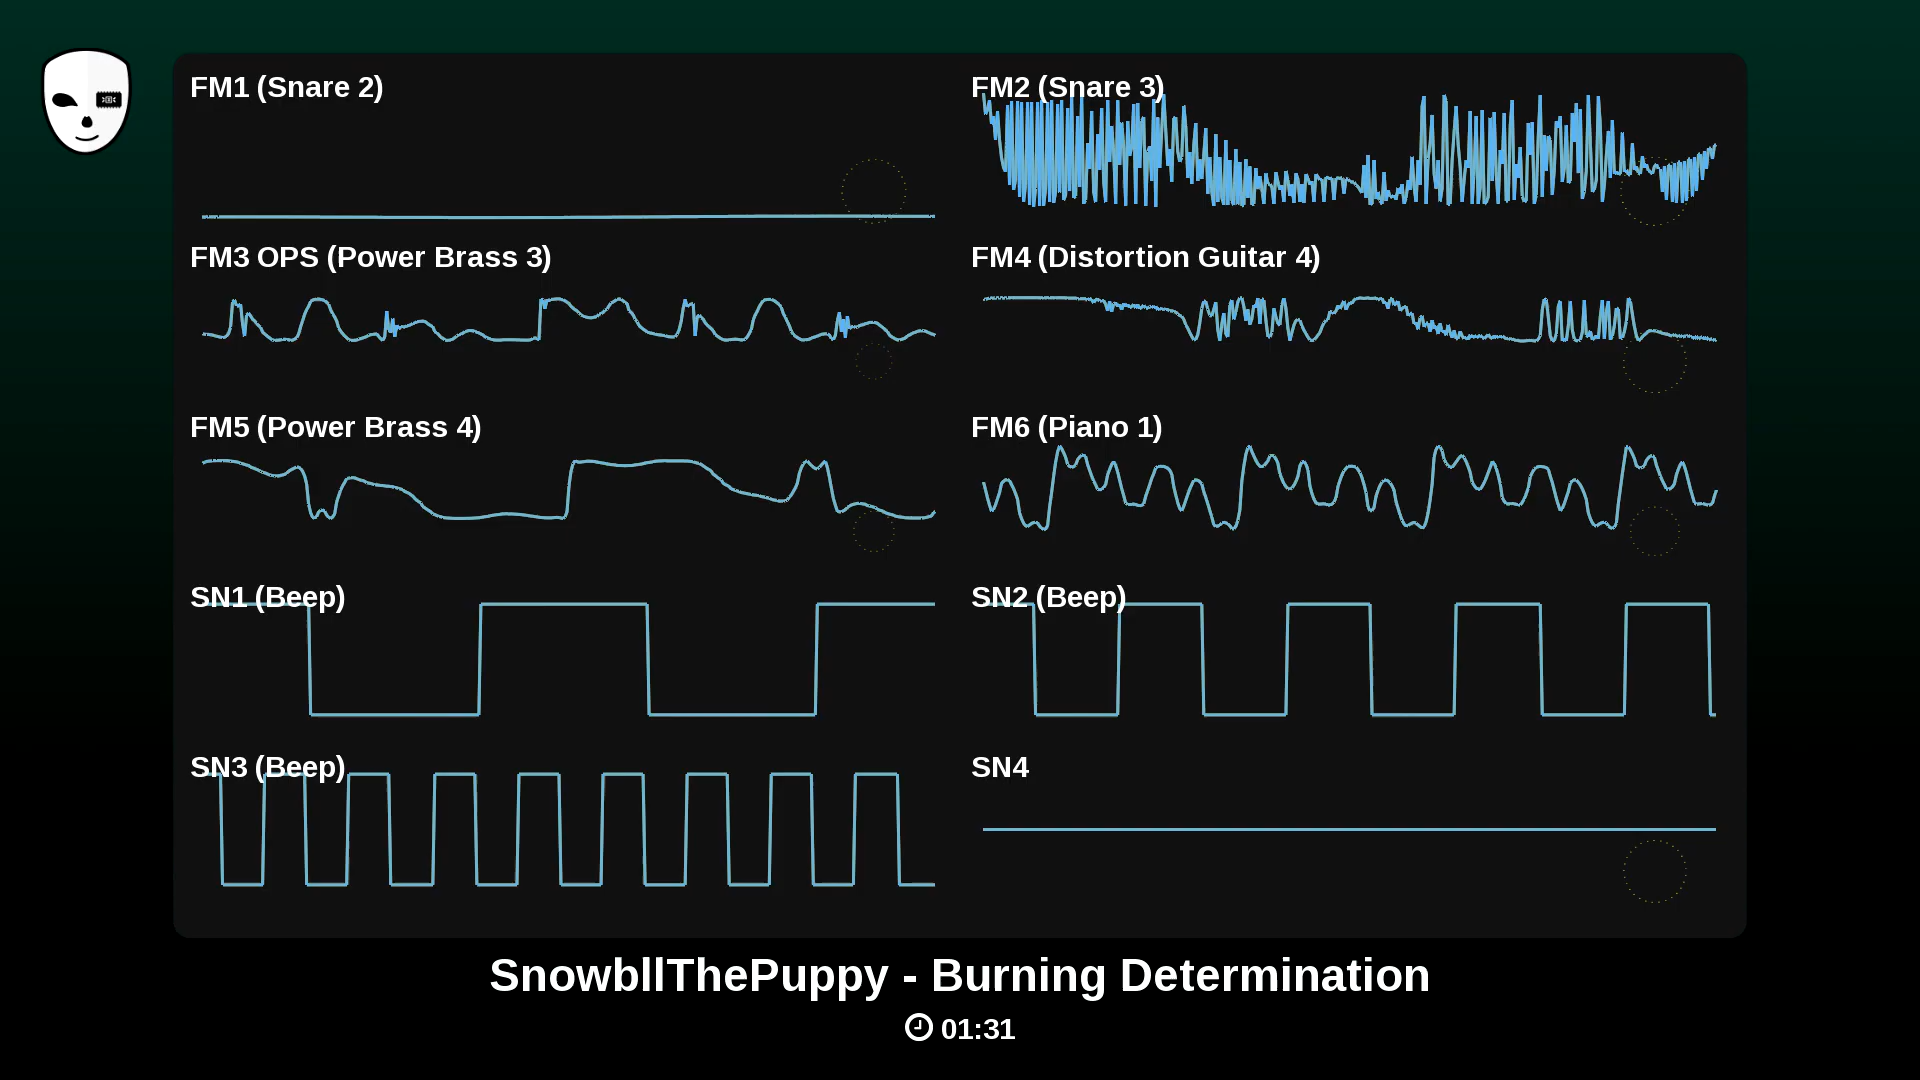 FM1 (Snare 2)
FM2 (Snare 3)
FM3 OPS (Power Brass 3)
FM4 (Distortion Guitar 4)
FM5 (Power Brass 4)
FM6 (Piano 1)
SN1 (Beep)
SN2 (Beep)
SN3 (Beep)
SN4
SnowbllThePuppy - Burning Determination
01:31